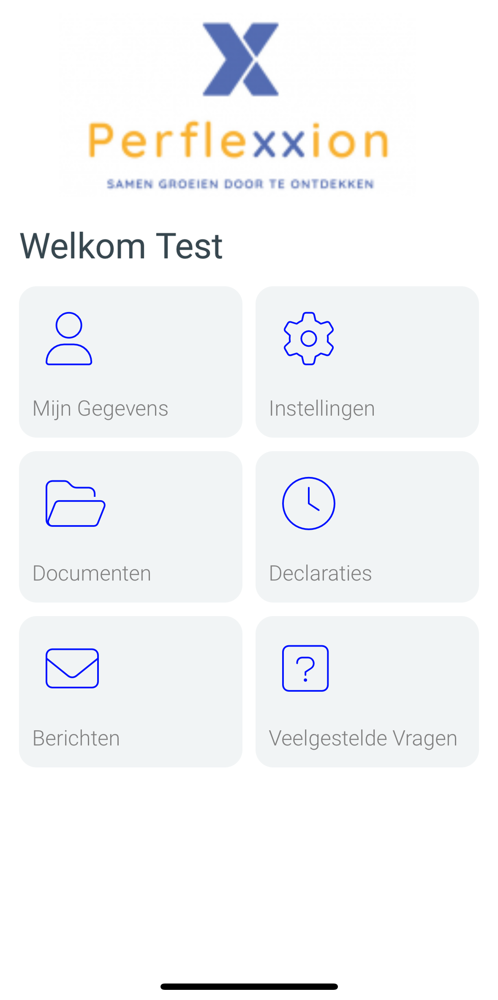 Perflexxion
SAMEN GROEIEN DOOR TE ONTDEKKEN
Welkom Test
Mijn Gegevens
Instellingen
Documenten
Declaraties
Berichten
Veelgestelde Vragen